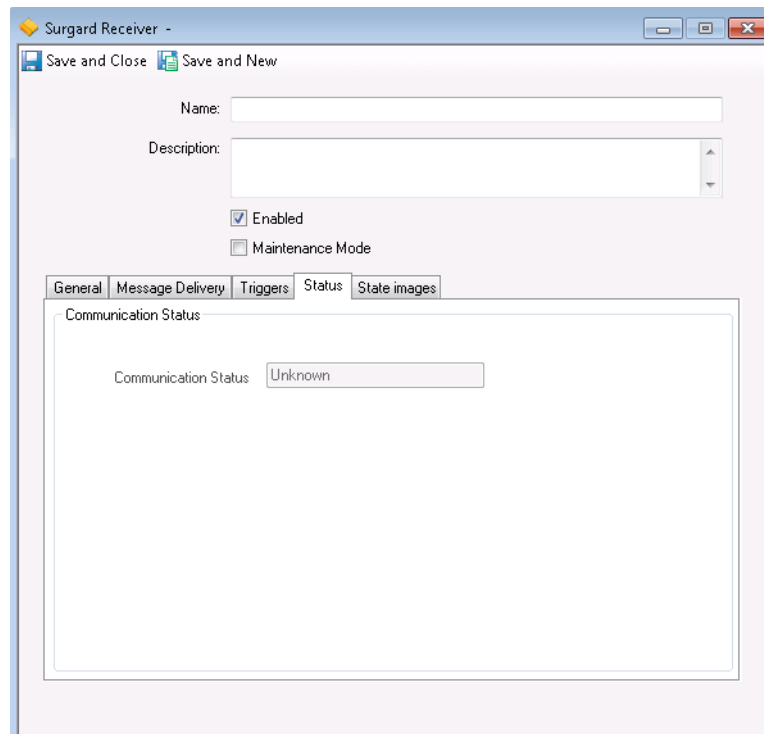 Surgard Receiver -
Save and Close Save and New
Name:
Description:
Enabled
Maintenance Mode
General Message Delivery Triggers Status State images
Communication Status
Communication Status Unknown